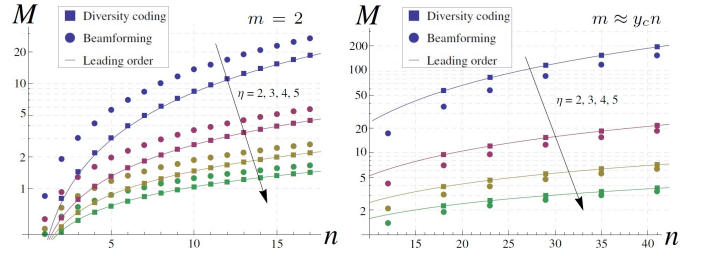 M
Diversity coding
Beamforming
Leading order
m = 2
η = 2, 3, 4, 5
20
10
5
2
1
5
10
15
n
M
Diversity coding
Beamforming
Leading order
m ≈ y_c n
η = 2, 3, 4, 5
200
100
50
20
10
5
2
15
20
25
30
35
40
n